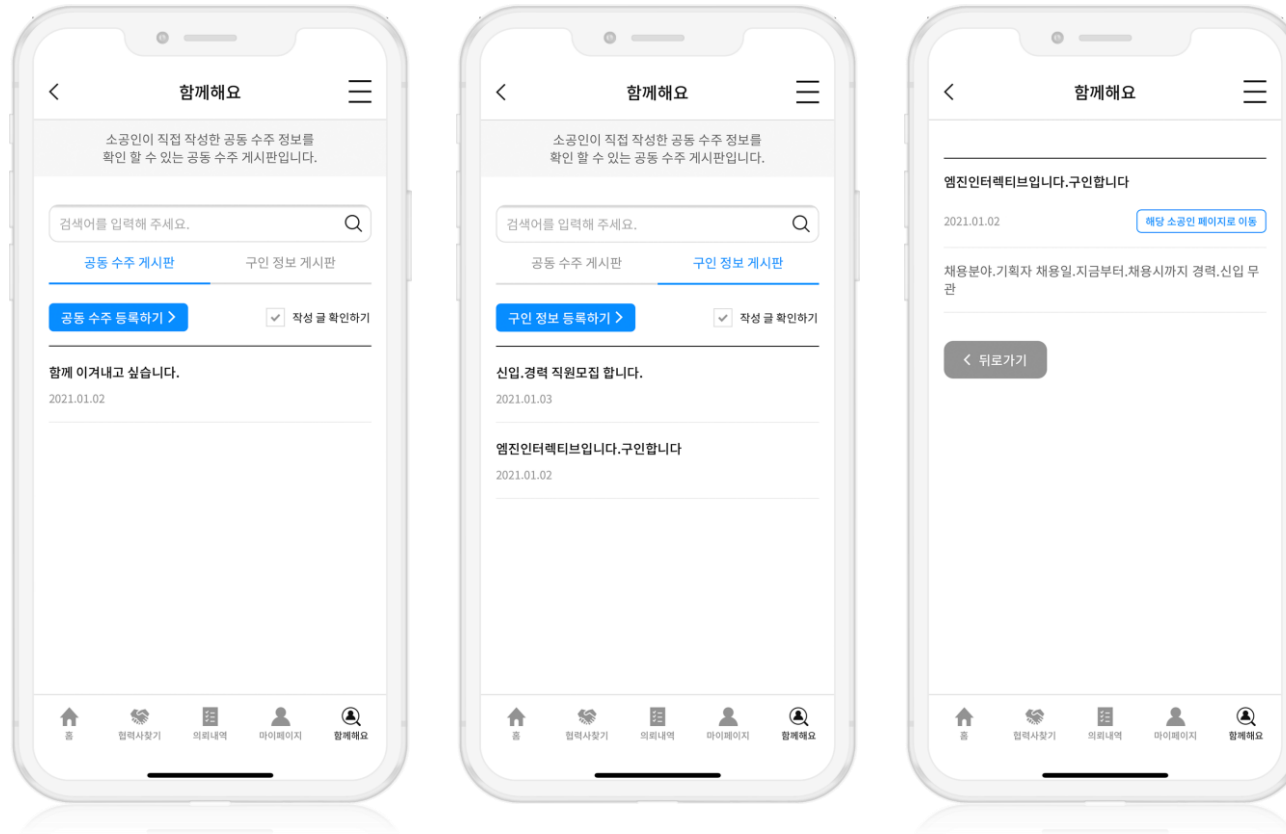 함께해요
소공인이 직접 작성한 공동 수주 정보를
확인 할 수 있는 공동 수주 게시판입니다.
검색어를 입력해 주세요.
공동 수주 게시판
구인 정보 게시판
공동 수주 등록하기
작성 글 확인하기
함께 이겨내고 싶습니다.
2021.01.02
홈
협력사찾기
의뢰내역
마이페이지
함께해요
함께해요
소공인이 직접 작성한 공동 수주 정보를
확인 할 수 있는 공동 수주 게시판입니다.
검색어를 입력해 주세요.
공동 수주 게시판
구인 정보 게시판
구인 정보 등록하기
작성 글 확인하기
신입.경력 직원모집 합니다.
2021.01.03
엠진인터렉티브입니다.구인합니다
2021.01.02
홈
협력사찾기
의뢰내역
마이페이지
함께해요
함께해요
엠진인터렉티브입니다.구인합니다
2021.01.02
해당 소공인 페이지로 이동
채용분야.기획자 채용일.지금부터.채용시까지 경력.신입 무
관
뒤로가기
홈
협력사찾기
의뢰내역
마이페이지
함께해요